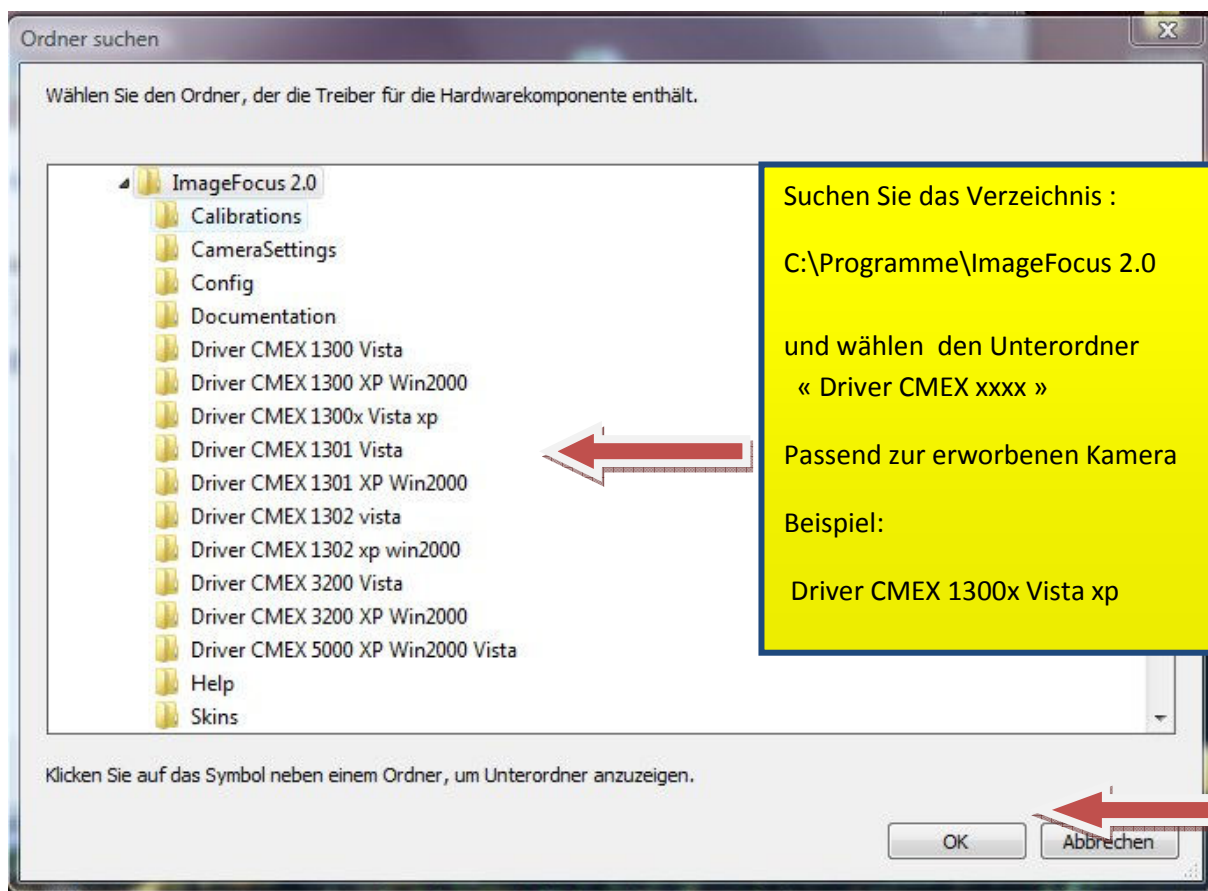 Ordner suchen
Wählen Sie den Ordner, der die Treiber für die Hardwarekomponente enthält.
ImageFocus 2.0
Calibrations
CameraSettings
Config
Documentation
Driver CMEX 1300 Vista
Driver CMEX 1300 XP Win2000
Driver CMEX 1300x Vista xp
Driver CMEX 1301 Vista
Driver CMEX 1301 XP Win2000
Driver CMEX 1302 vista
Driver CMEX 1302 xp win2000
Driver CMEX 3200 Vista
Driver CMEX 3200 XP Win2000
Driver CMEX 5000 XP Win2000 Vista
Help
Skins
Suchen Sie das Verzeichnis :
C:\Programme\ImageFocus 2.0
und wählen den Unterordner
« Driver CMEX xxxx »
Passend zur erworbenen Kamera
Beispiel:
Driver CMEX 1300x Vista xp
Klicken Sie auf das Symbol neben einem Ordner, um Unterordner anzuzeigen.
OK
Abbrechen